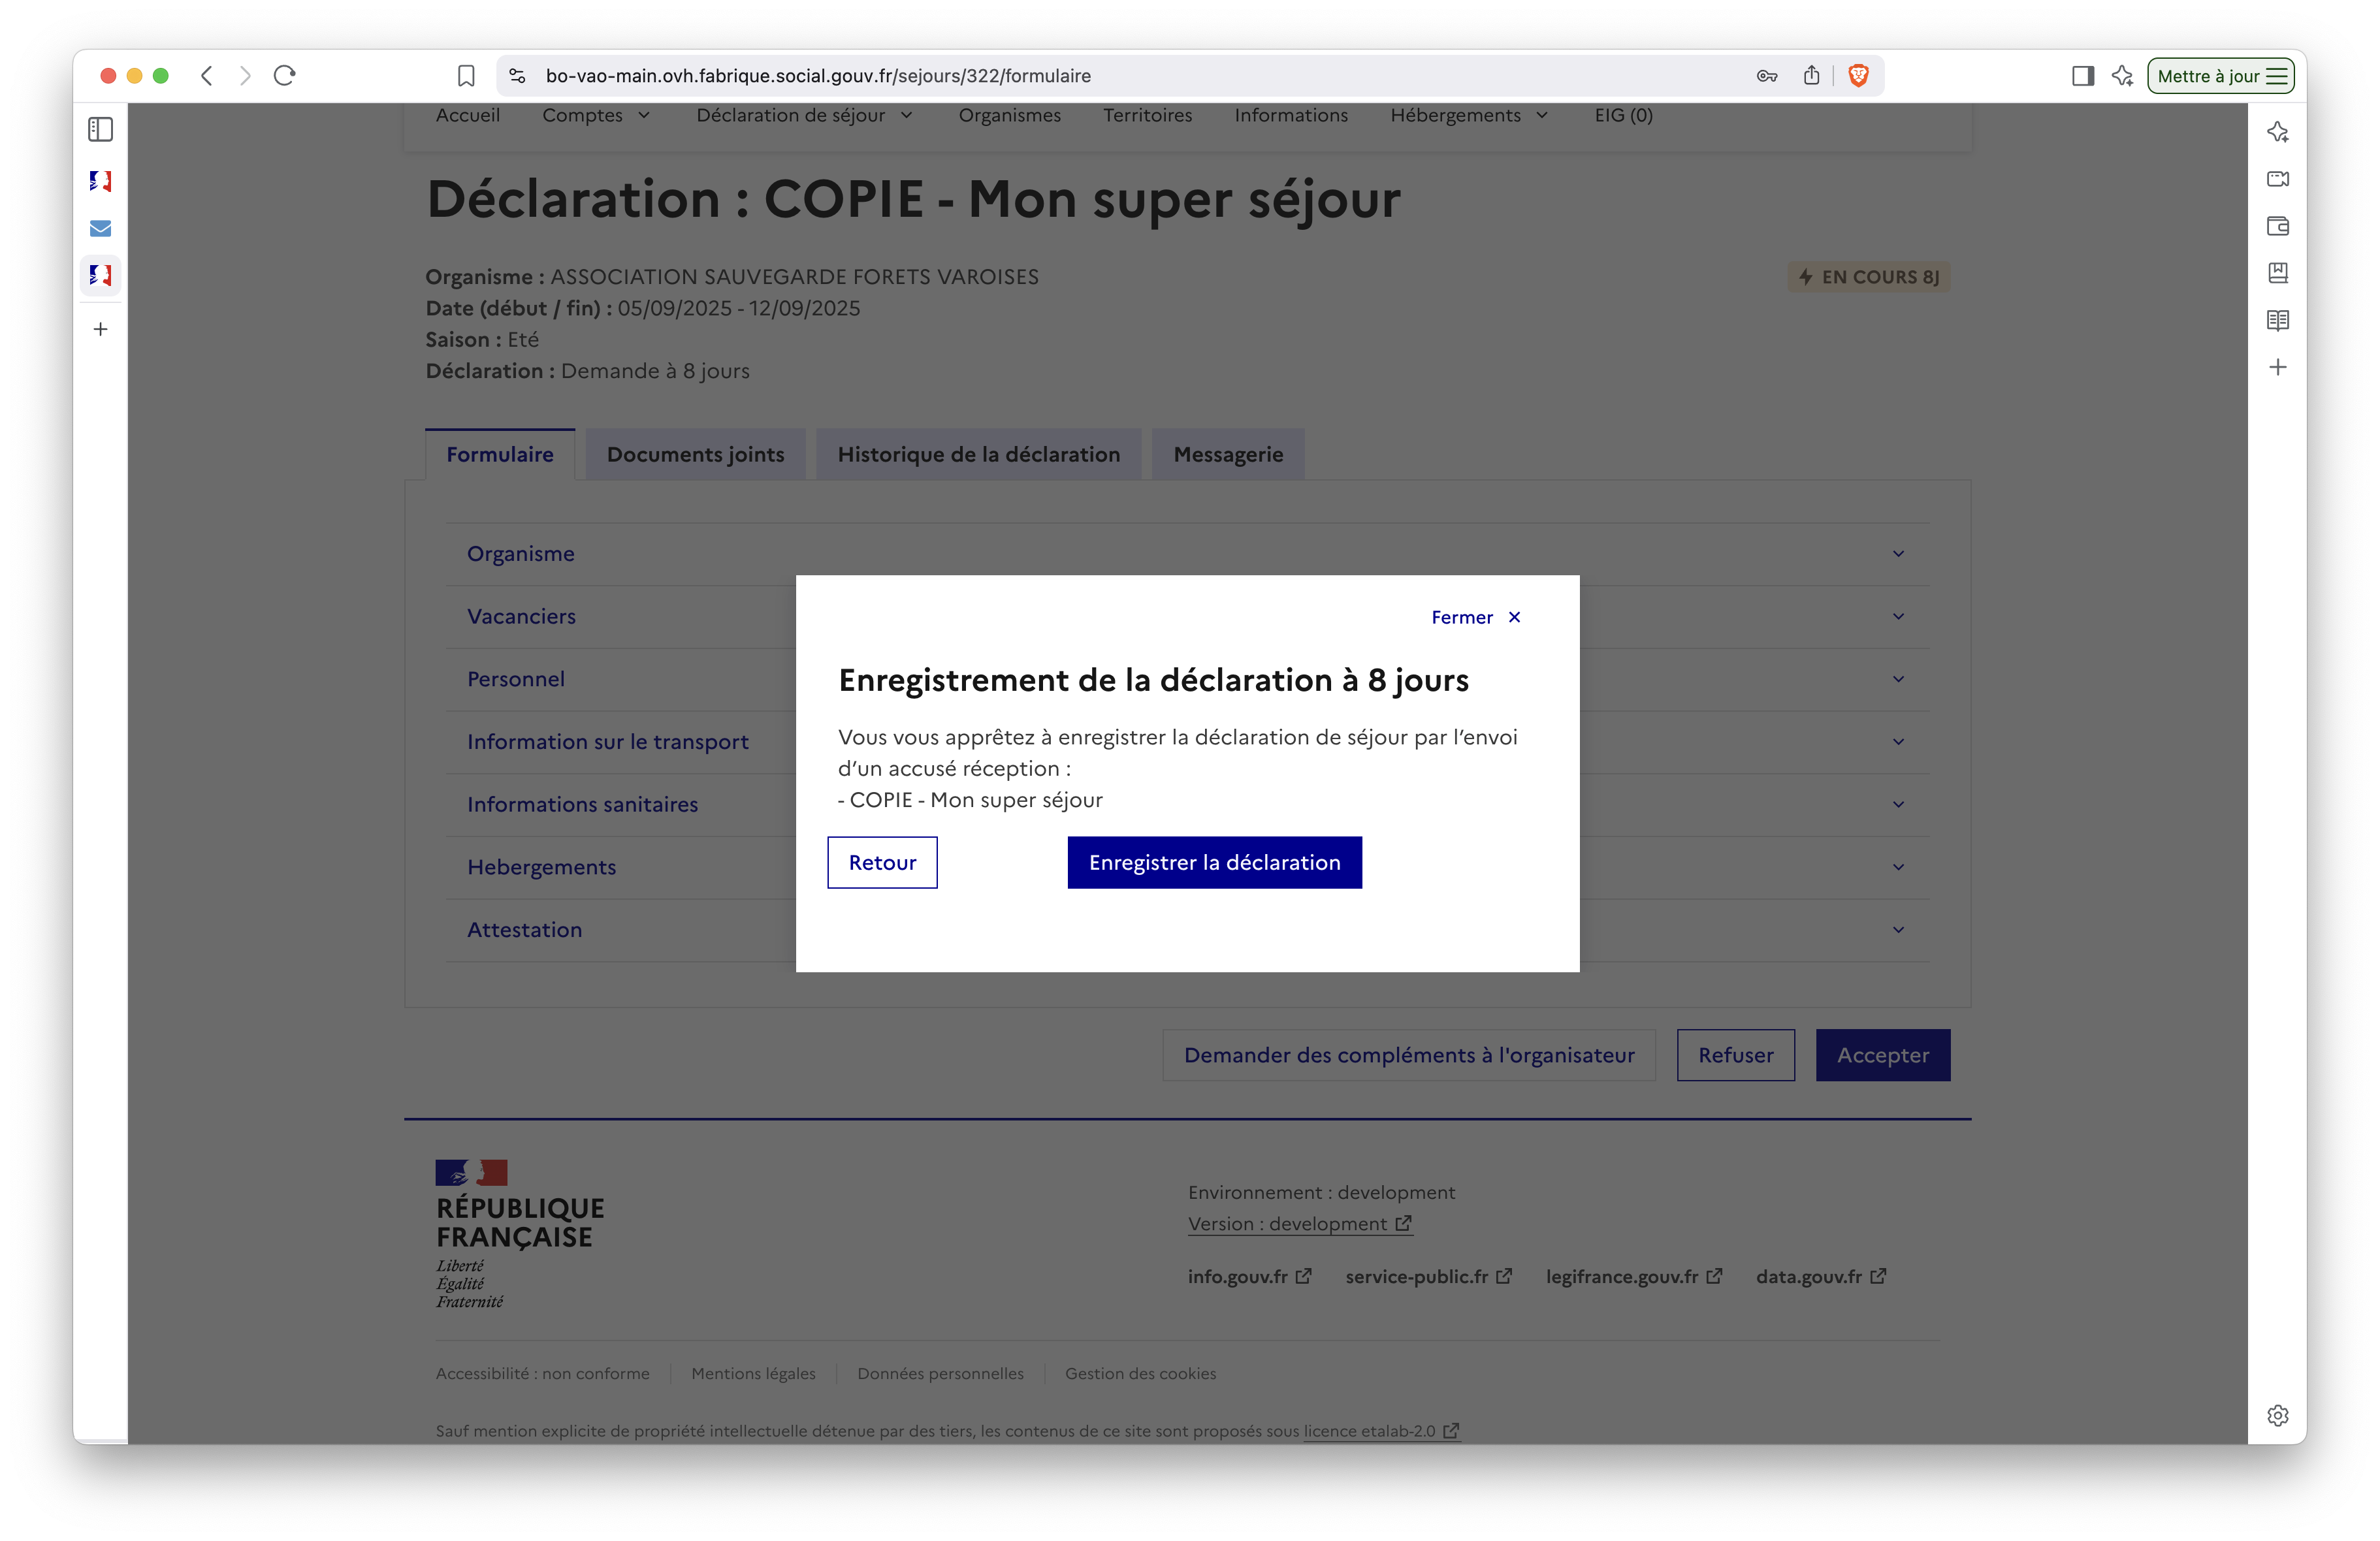 bo-vao-main.ovh.fabrique.social.gouv.fr/sejours/322/formulaire
Mettre à jour
Accueil Comptes Déclaration de séjour Organismes Territoires Informations Hébergements EIG (0)
Déclaration : COPIE - Mon super séjour
Organisme : ASSOCIATION SAUVEGARDE FORETS VAROISES
EN COURS 8J
Date (début / fin) : 05/09/2025 - 12/09/2025
Saison : Eté
Déclaration : Demande à 8 jours
Formulaire Documents joints Historique de la déclaration Messagerie
Organisme
Vacanciers
Personnel
Information sur le transport
Informations sanitaires
Hebergements
Attestation
Fermer
Enregistrement de la déclaration à 8 jours
Vous vous apprêtez à enregistrer la déclaration de séjour par l’envoi
d’un accusé réception :
- COPIE - Mon super séjour
Retour Enregistrer la déclaration
Demander des compléments à l'organisateur Refuser Accepter
RÉPUBLIQUE
FRANÇAISE
Liberté
Égalité
Fraternité
Environnement : development
Version : development
info.gouv.fr service-public.fr legifrance.gouv.fr data.gouv.fr
Accessibilité : non conforme Mentions légales Données personnelles Gestion des cookies
Sauf mention explicite de propriété intellectuelle détenue par des tiers, les contenus de ce site sont proposés sous licence etalab-2.0